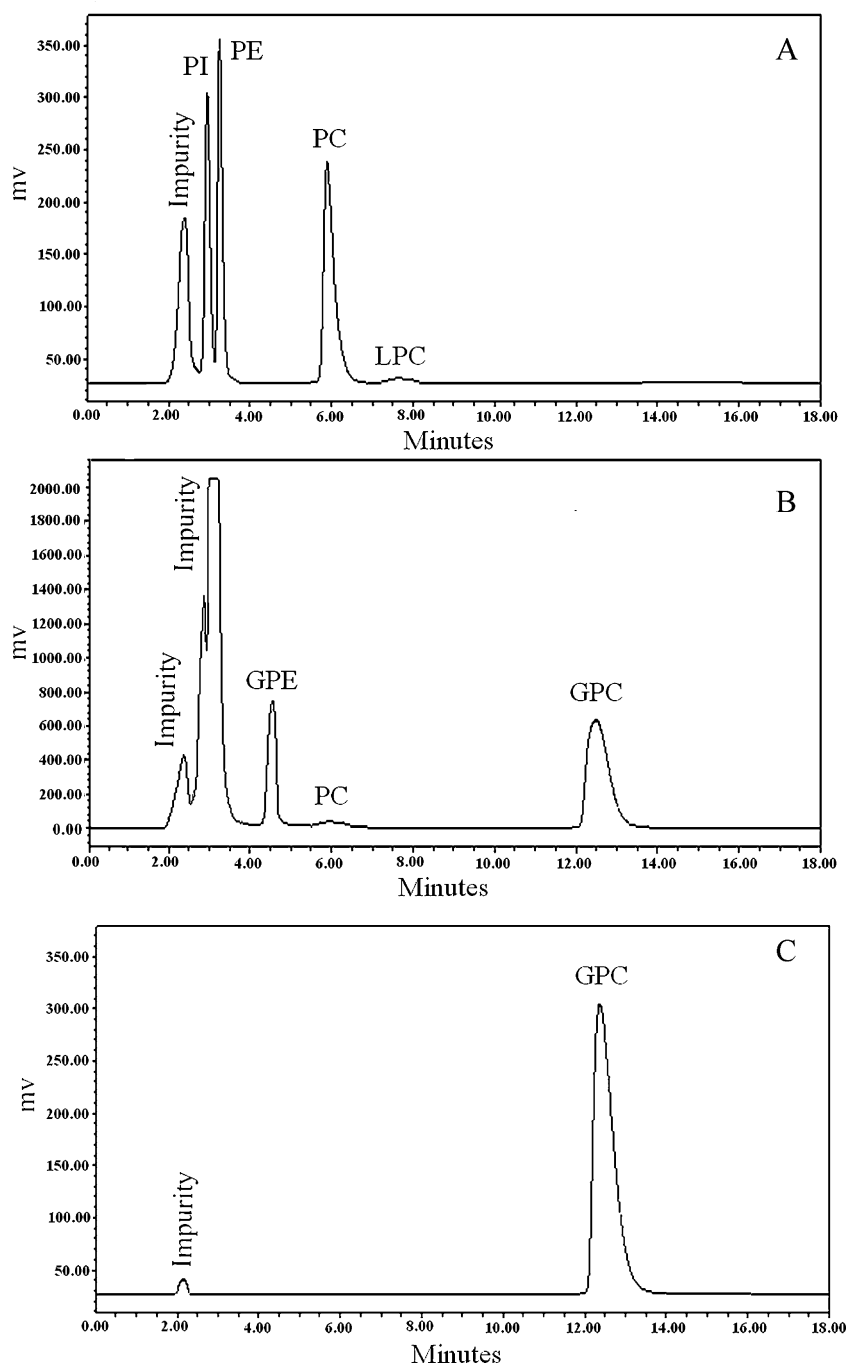 A
350.00
300.00
250.00
200.00
150.00
100.00
50.00
mv
Impurity
PI
PE
PC
LPC
0.00 2.00 4.00 6.00 8.00 10.00 12.00 14.00 16.00 18.00
Minutes
B
2000.00
1800.00
1600.00
1400.00
1200.00
1000.00
800.00
600.00
400.00
200.00
0.00
mv
Impurity
Impurity
GPE
PC
GPC
0.00 2.00 4.00 6.00 8.00 10.00 12.00 14.00 16.00 18.00
Minutes
C
350.00
300.00
250.00
200.00
150.00
100.00
50.00
mv
Impurity
GPC
0.00 2.00 4.00 6.00 8.00 10.00 12.00 14.00 16.00 18.00
Minutes